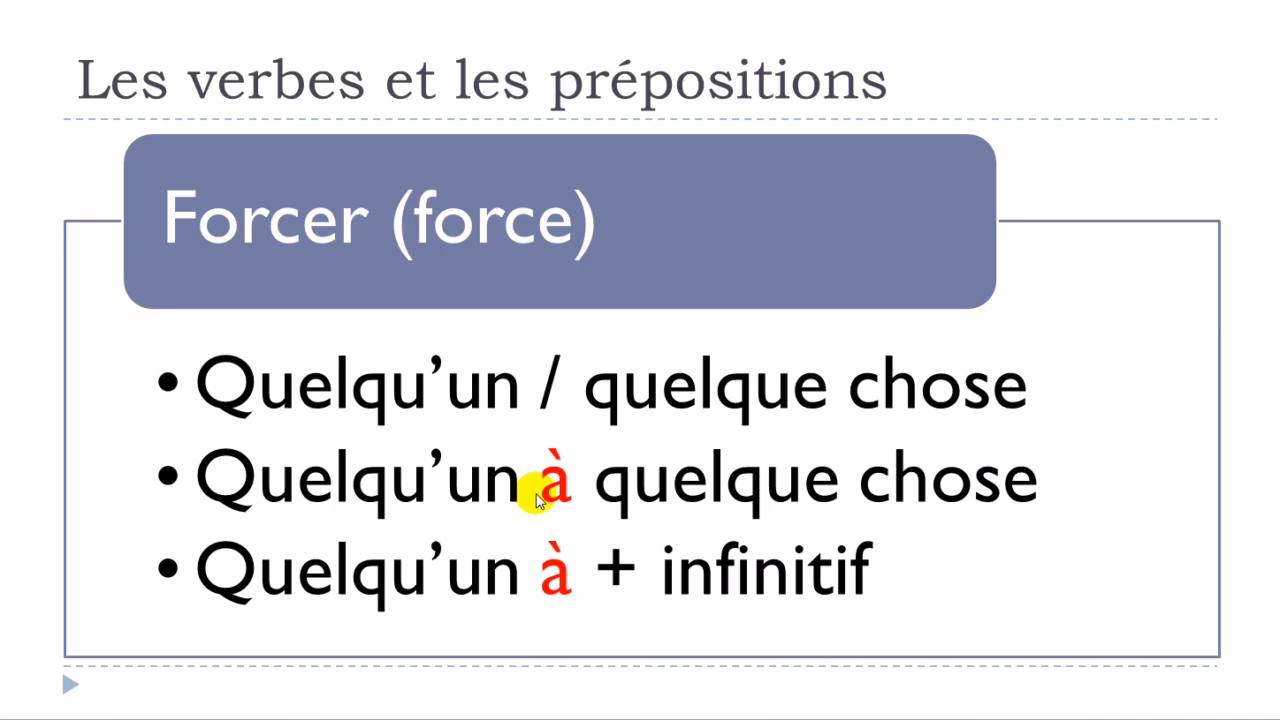 Les verbes et les prépositions
Forcer (force)
• Quelqu’un / quelque chose
• Quelqu’un à quelque chose
• Quelqu’un à + infinitif